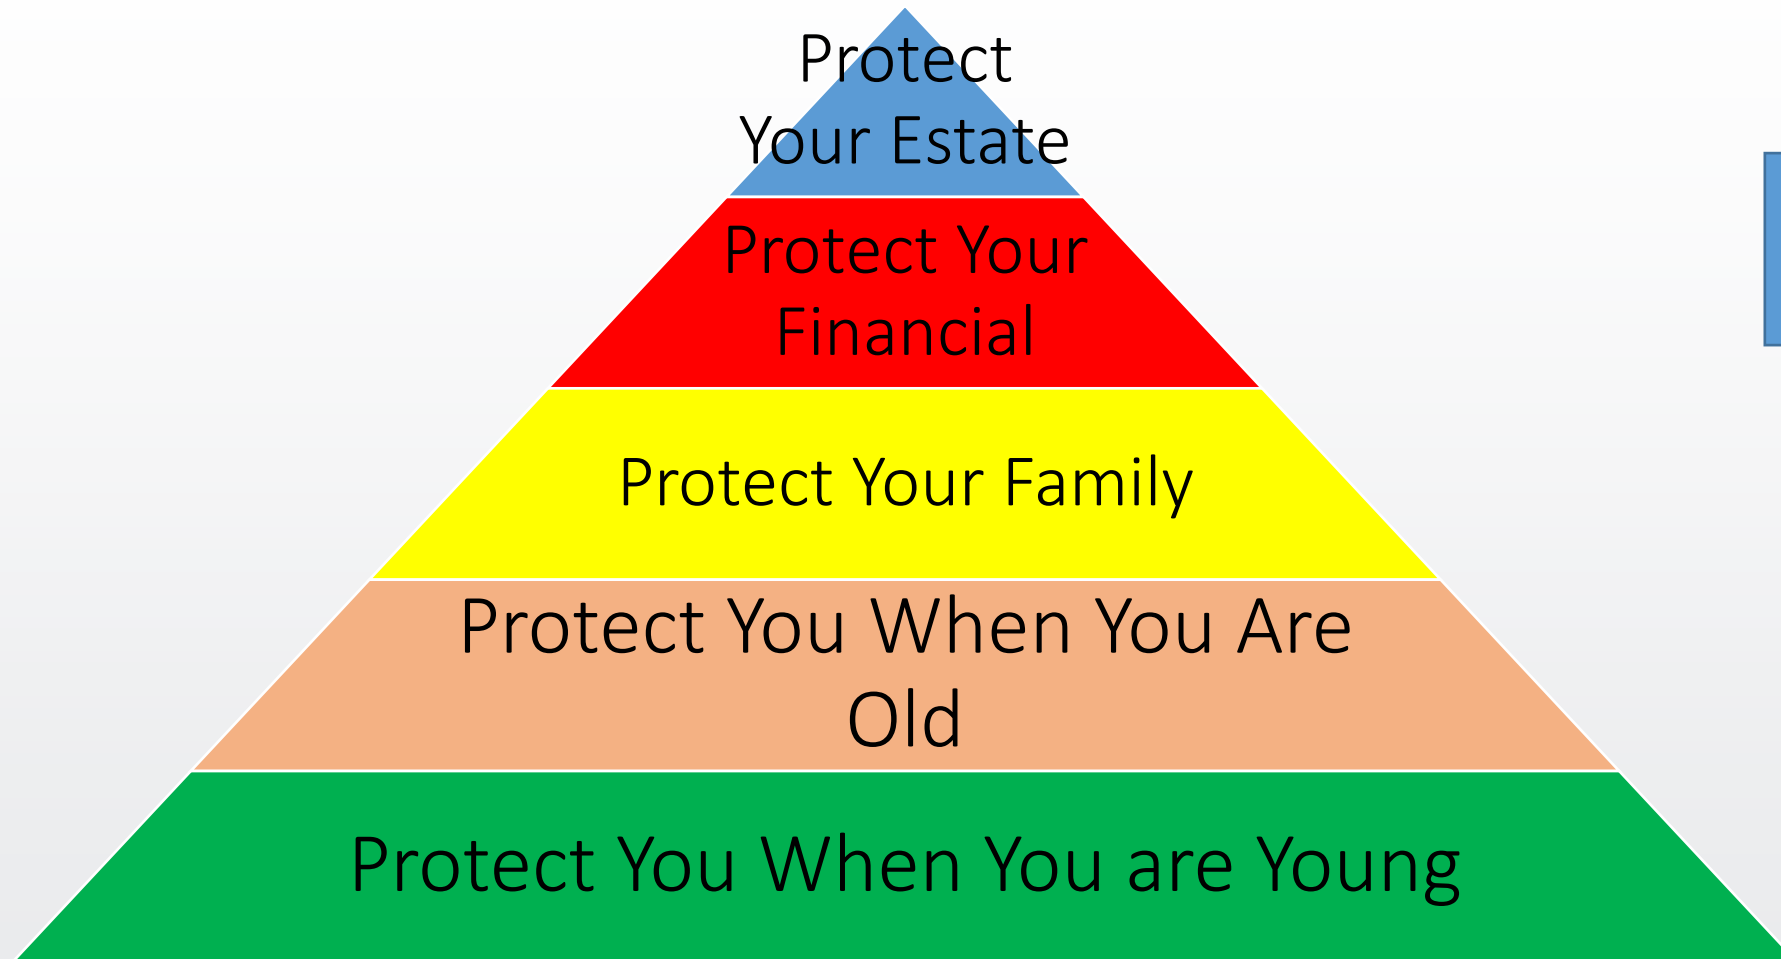 Protect
Your Estate
Protect Your
Financial
Protect Your Family
Protect You When You Are
Old
Protect You When You are Young